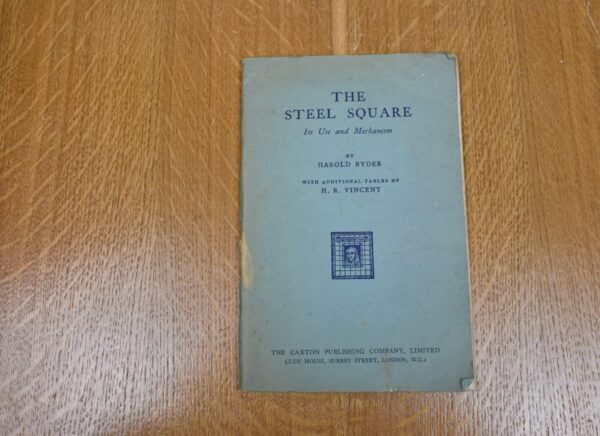 THE
STEEL SQUARE
Its Use and Mechanism
BY
HAROLD RYDER
WITH ADDITIONAL TABLES BY
H. R. VINCENT
THE CAXTON PUBLISHING COMPANY, LIMITED
CLUN HOUSE, SURREY STREET, LONDON, W.C.2